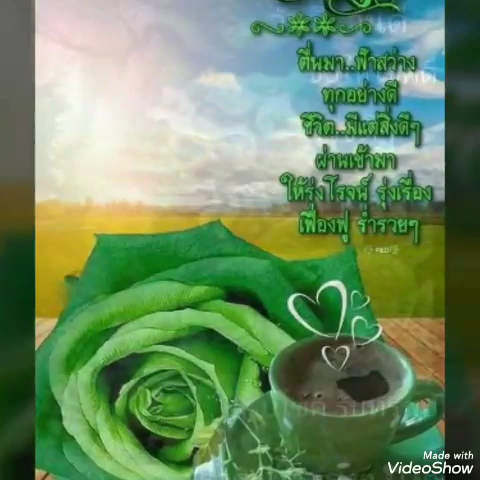 ตื่นมา..ฟ้าสว่าง
ทุกอย่างดี
ชีวิต..มีแต่สิ่งดีๆ
ผ่านเข้ามา
ให้รุ่งโรจน์ รุ่งเรือง
เฟื่องฟู ร่ำรวยๆ
Made with
VideoShow